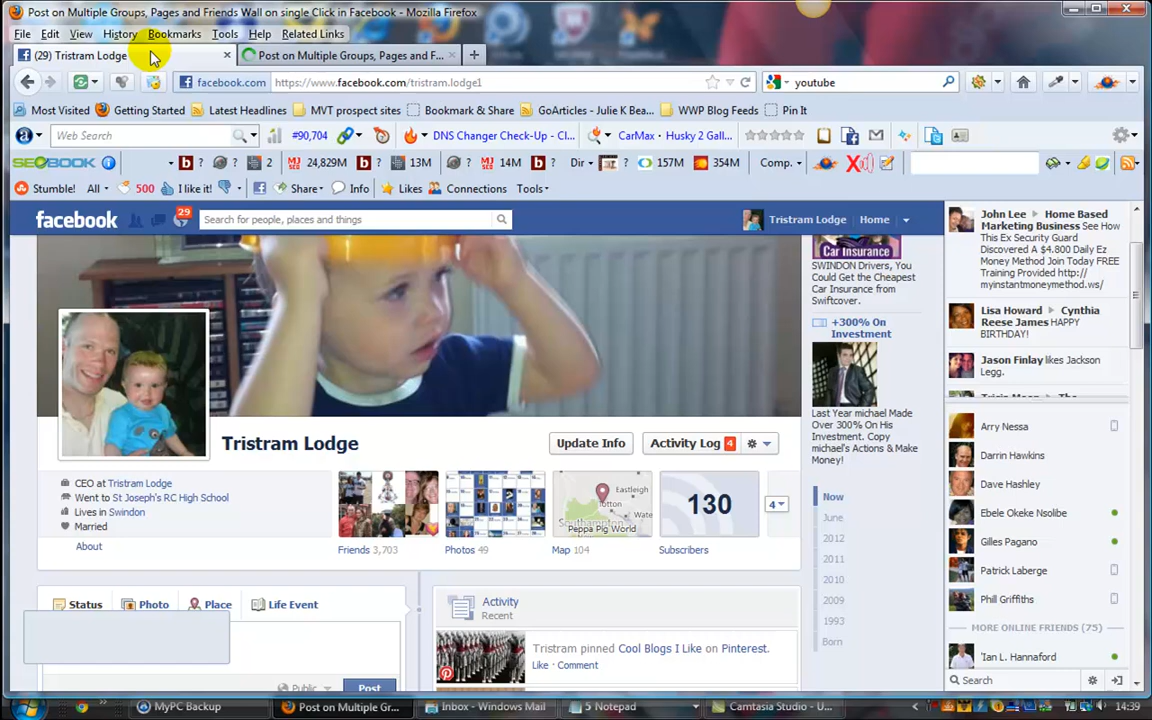 Post on Multiple Groups, Pages and Friends Wall on single Click in Facebook - Mozilla Firefox
File Edit View History Bookmarks Tools Help Related Links
(29) Tristram Lodge
Post on Multiple Groups, Pages and F...
facebook.com https://www.facebook.com/tristram.lodge1
youtube
Most Visited Getting Started Latest Headlines MVT prospect sites Bookmark & Share GoArticles - Julie K Bea... WWP Blog Feeds Pin It
Web Search #90,704 DNS Changer Check-Up - Cl... CarMax • Husky 2 Gall...
SEOBOOK ? ? 2 24,829M ? 13M ? 14M ? Dir 157M 354M Comp.
Stumble! All 500 I like it! Share Info Likes Connections Tools
facebook 29 Search for people, places and things Tristram Lodge Home
Car Insurance
SWINDON Drivers, You
Could Get the Cheapest
Car Insurance from
Swiftcover.
+300% On
Investment
Last Year michael Made
Over 300% On His
Investment. Copy
michael's Actions & Make
Money!
Now
June
2012
2011
2010
2009
1993
Born
John Lee Home Based
Marketing Business See How
This Ex Security Guard
Discovered A $4.800 Daily Ez
Money Method Join Today FREE
Training Provided http://
myinstantmoneymethod.ws/
Lisa Howard Cynthia
Reese James HAPPY
BIRTHDAY!
Jason Finlay likes Jackson
Legg.
Arry Nessa
Darrin Hawkins
Dave Hashley
Ebele Okeke Nsolibe
Gilles Pagano
Patrick Laberge
Phill Griffiths
MORE ONLINE FRIENDS (75)
'Ian L. Hannaford
Search
Tristram Lodge
Update Info
Activity Log 4
CEO at Tristram Lodge
Went to St Joseph's RC High School
Lives in Swindon
Married
About
Friends 3,703
Photos 49
Eastleigh
Totton
Southampton
Peppa Pig World
Map 104
130
Subscribers
4
Status Photo Place Life Event
Public Post
Activity
Recent
Tristram pinned Cool Blogs I Like on Pinterest.
Like · Comment
MyPC Backup Post on Multiple Gr... Inbox - Windows Mail 5 Notepad Camtasia Studio - U... 14:39